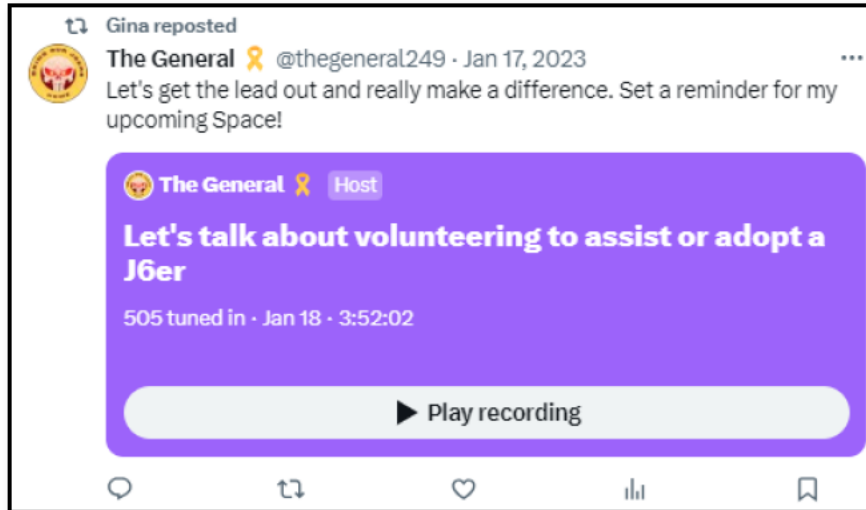 Gina reposted
The General 🎗 @thegeneral249 · Jan 17, 2023
Let's get the lead out and really make a difference. Set a reminder for my
upcoming Space!
The General 🎗 Host
Let's talk about volunteering to assist or adopt a
J6er
505 tuned in · Jan 18 · 3:52:02
Play recording